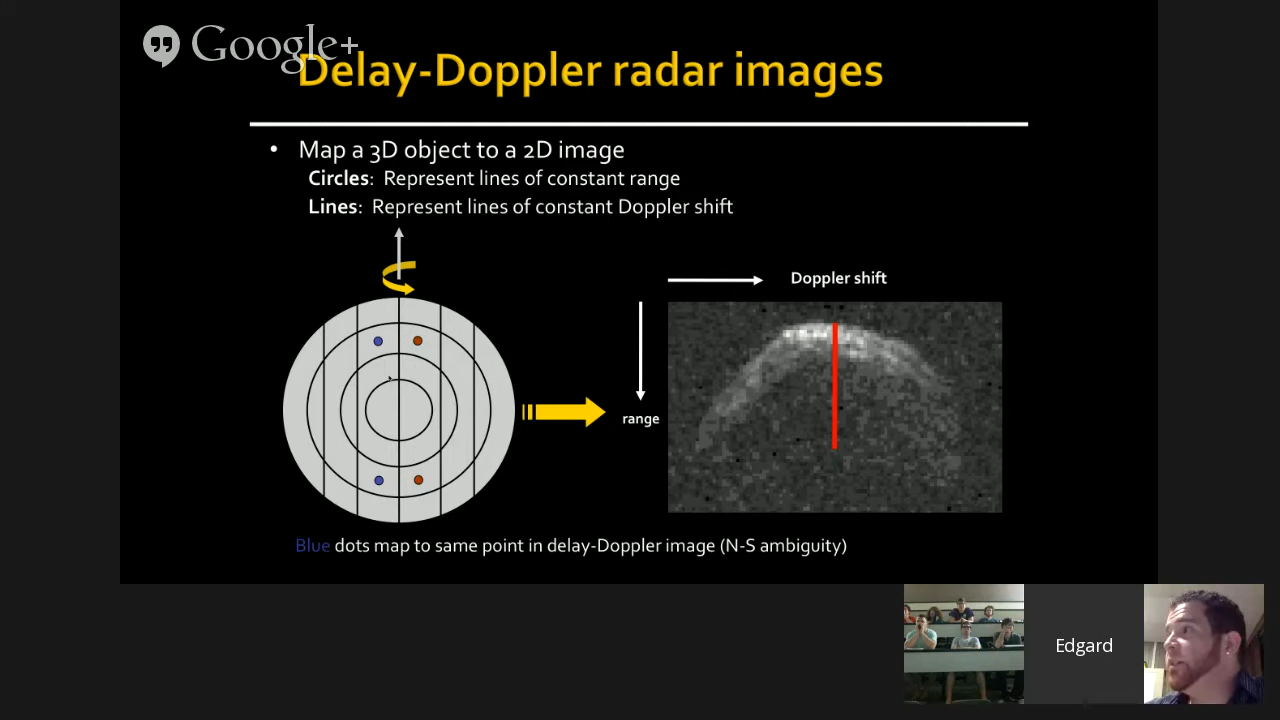 Google+
Delay-Doppler radar images
• Map a 3D object to a 2D image
Circles: Represent lines of constant range
Lines: Represent lines of constant Doppler shift
Doppler shift
range
Blue dots map to same point in delay-Doppler image (N-S ambiguity)
Edgard